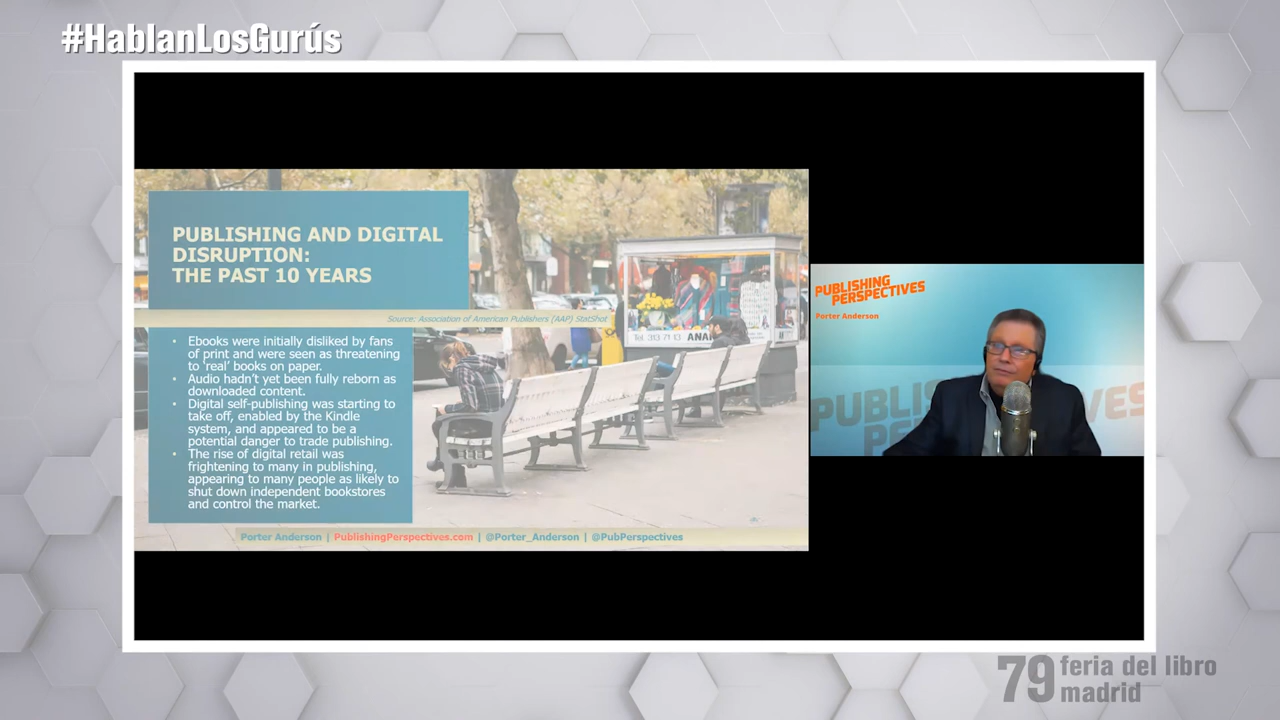 #HablanLosGurús
PUBLISHING AND DIGITAL
DISRUPTION:
THE PAST 10 YEARS
Source: Association of American Publishers (AAP) StatShot
• Ebooks were initially disliked by fans
of print and were seen as threatening
to 'real' books on paper.
• Audio hadn't yet been fully reborn as
downloaded content.
• Digital self-publishing was starting to
take off, enabled by the Kindle
system, and appeared to be a
potential danger to trade publishing.
• The rise of digital retail was
frightening to many in publishing,
appearing to many people as likely to
shut down independent bookstores
and control the market.
Tel. 313 71 13
Porter Anderson | PublishingPerspectives.com | @Porter_Anderson | @PubPerspectives
PUBLISHING
PERSPECTIVES
Porter Anderson
79 feria del libro
madrid